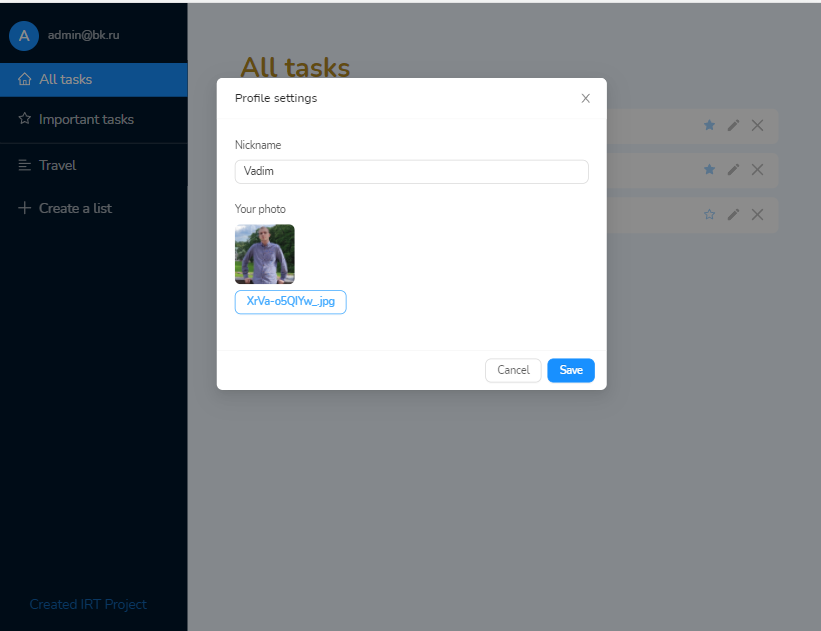 A
admin@bk.ru
All tasks
Important tasks
Travel
Create a list
Created IRT Project
All tasks
Profile settings
Nickname
Vadim
Your photo
XrVa-o5QIYw_.jpg
Cancel
Save